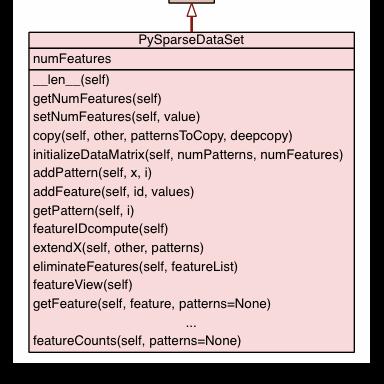 PySparseDataSet
numFeatures
__len__(self)
getNumFeatures(self)
setNumFeatures(self, value)
copy(self, other, patternsToCopy, deepcopy)
initializeDataMatrix(self, numPatterns, numFeatures)
addPattern(self, x, i)
addFeature(self, id, values)
getPattern(self, i)
featureIDcompute(self)
extendX(self, other, patterns)
eliminateFeatures(self, featureList)
featureView(self)
getFeature(self, feature, patterns=None)
...
featureCounts(self, patterns=None)